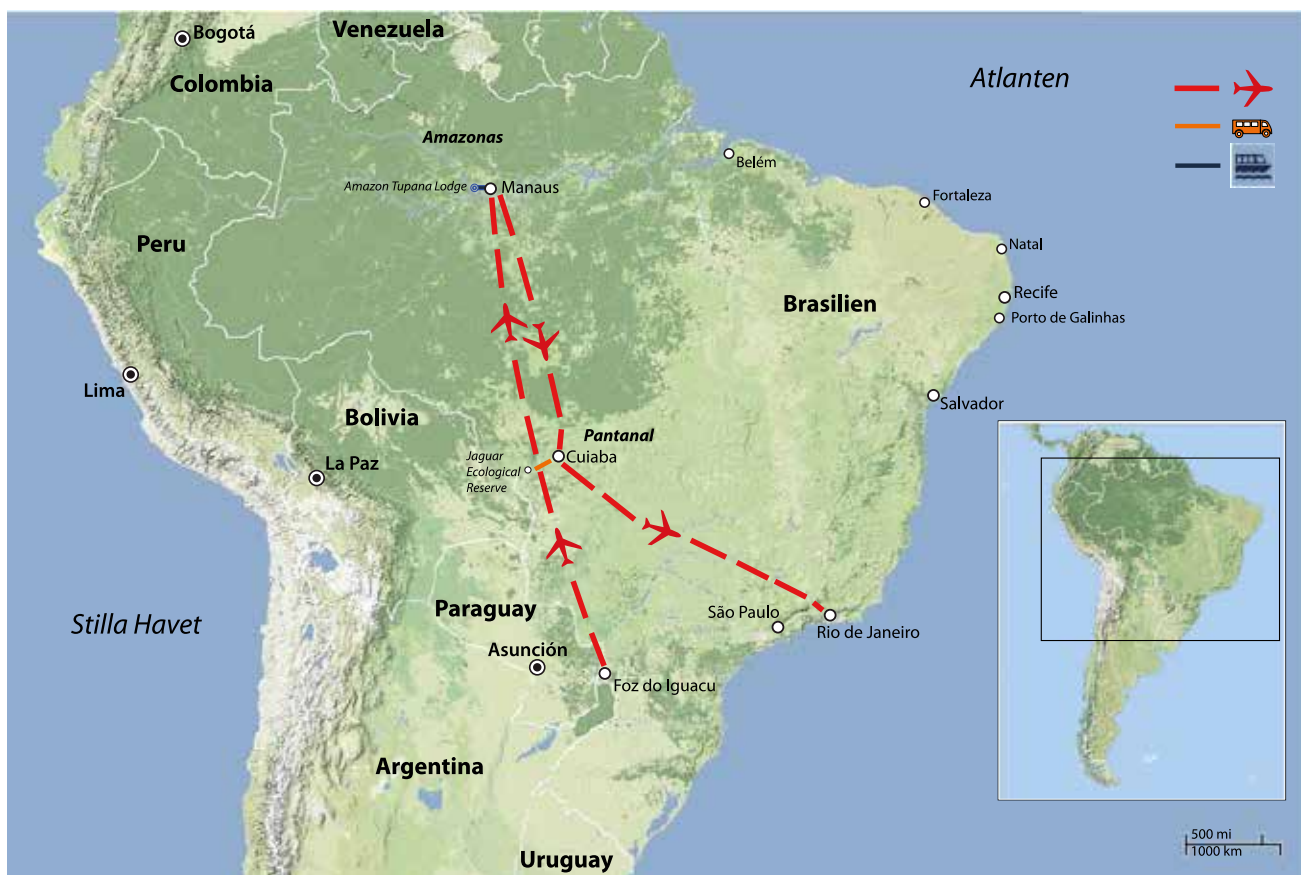 Bogotá
Venezuela
Colombia
Atlanten
Amazonas
Belém
Amazon Tupana Lodge
Manaus
Fortaleza
Peru
Natal
Brasilien
Recife
Porto de Galinhas
Lima
Bolivia
Salvador
Pantanal
La Paz
Jaguar
Ecological
Reserve
Cuiaba
Paraguay
São Paulo
Stilla Havet
Rio de Janeiro
Asunción
Foz do Iguacu
Argentina
500 mi
1000 km
Uruguay